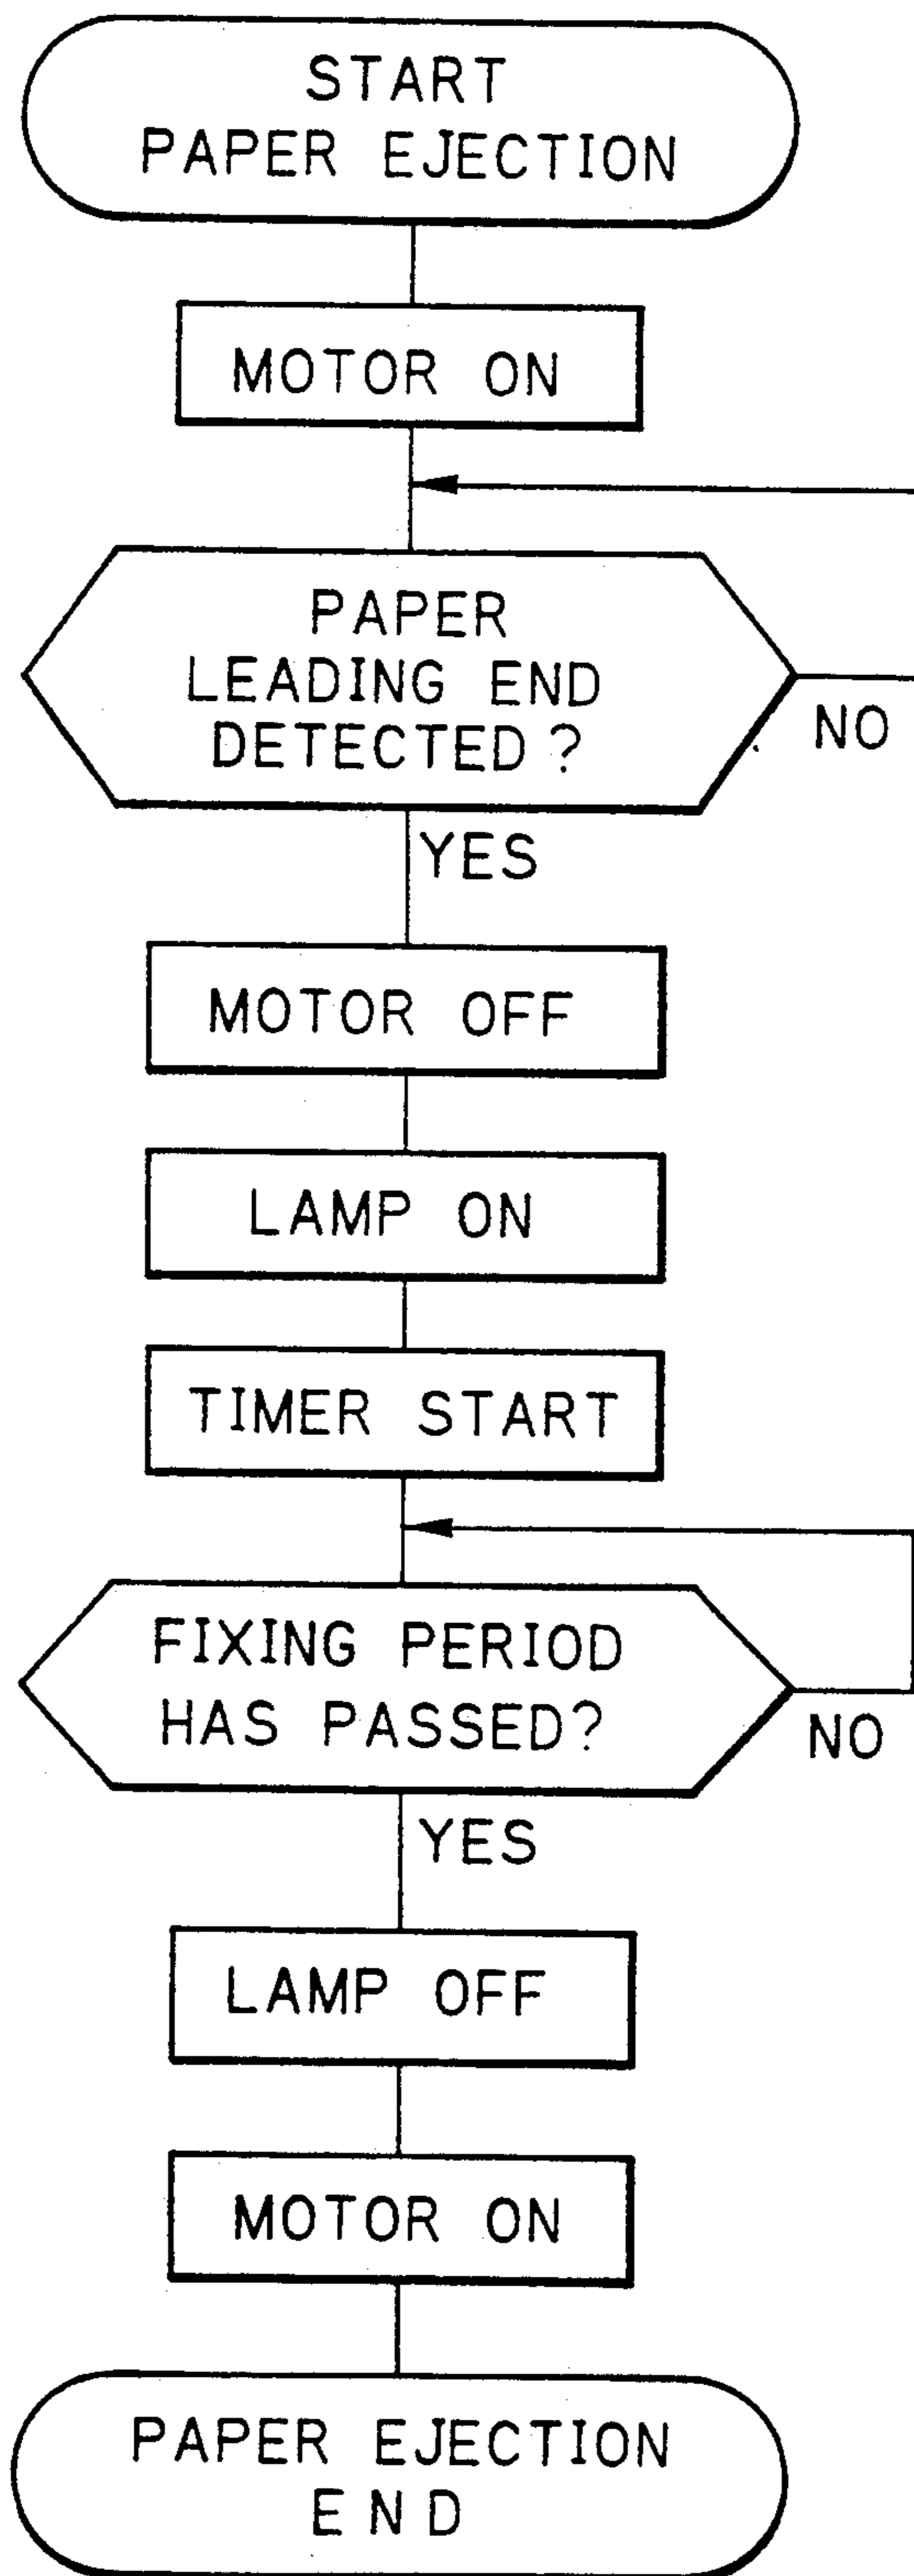 START
PAPER EJECTION
MOTOR ON
PAPER
LEADING END
DETECTED?
NO
YES
MOTOR OFF
LAMP ON
TIMER START
FIXING PERIOD
HAS PASSED?
NO
YES
LAMP OFF
MOTOR ON
PAPER EJECTION
END